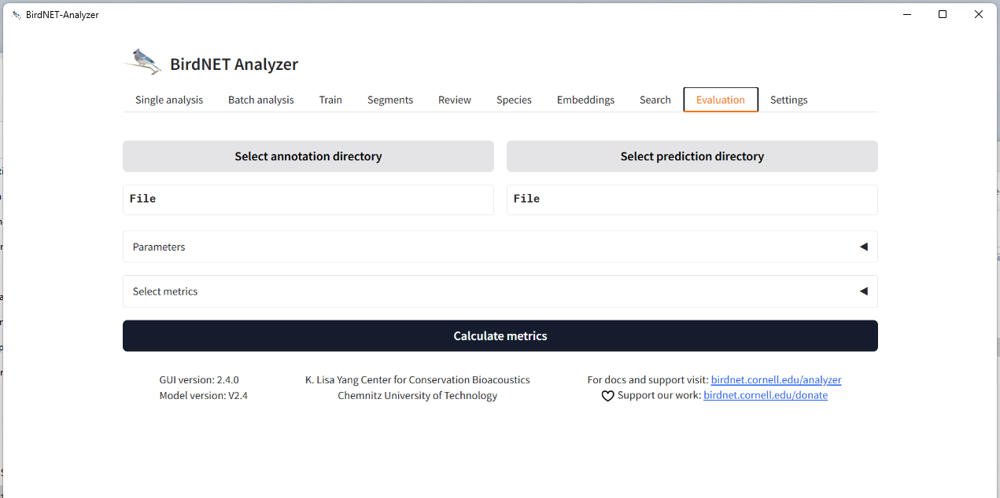 BirdNET-Analyzer
BirdNET Analyzer
Single analysis Batch analysis Train Segments Review Species Embeddings Search Evaluation Settings
Select annotation directory Select prediction directory
File File
Parameters
Select metrics
Calculate metrics
GUI version: 2.4.0 K. Lisa Yang Center for Conservation Bioacoustics For docs and support visit: birdnet.cornell.edu/analyzer
Model version: V2.4 Chemnitz University of Technology Support our work: birdnet.cornell.edu/donate